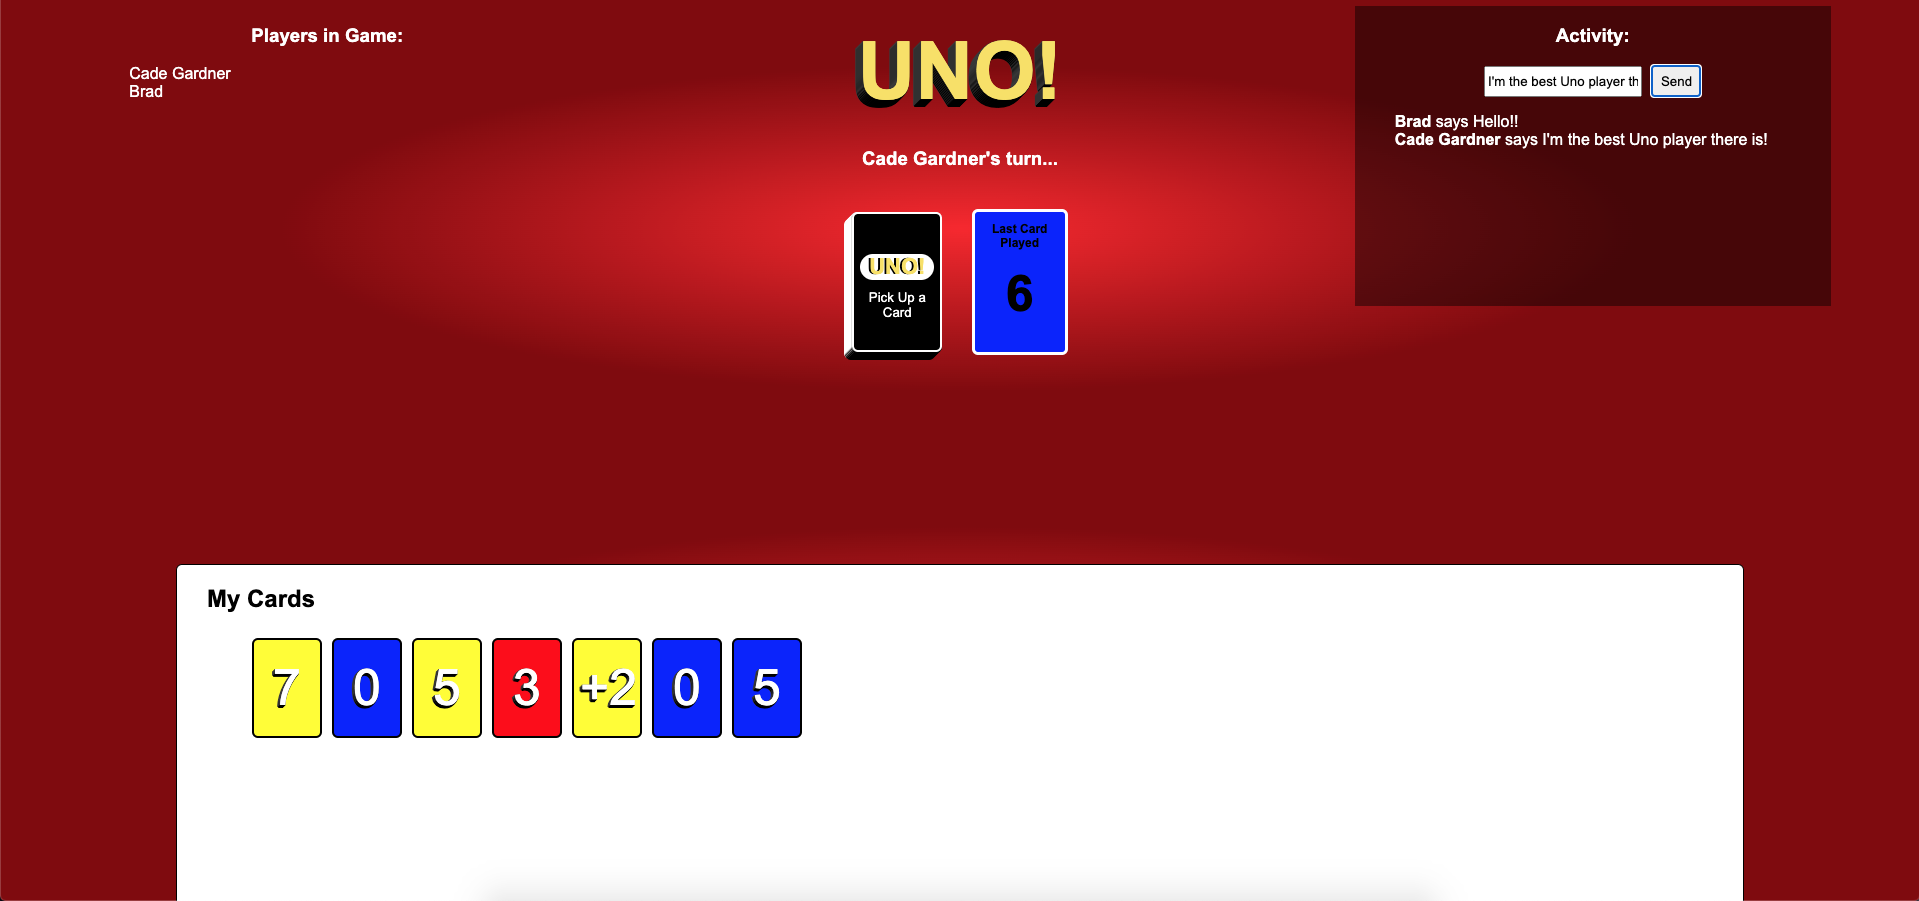 Players in Game:
Cade Gardner
Brad
UNO!
Cade Gardner's turn...
UNO!
Pick Up a
Card
Last Card
Played
6
Activity:
I'm the best Uno player th
Send
Brad says Hello!!
Cade Gardner says I'm the best Uno player there is!
My Cards
7 0 5 3 +2 0 5